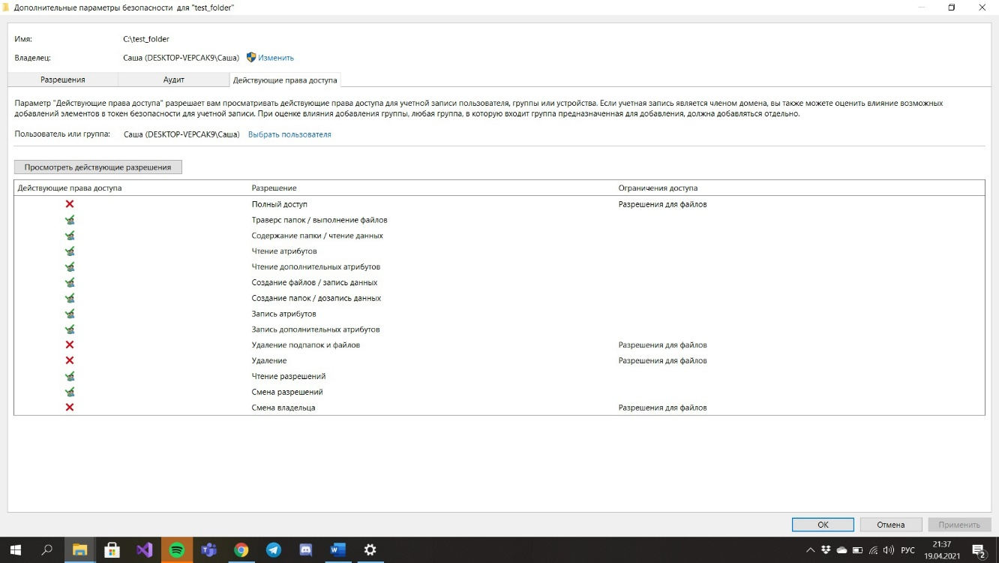 Дополнительные параметры безопасности для "test_folder"
Имя: C:\test_folder
Владелец: Саша (DESKTOP-VEPCAK9\Саша) Изменить
Разрешения Аудит Действующие права доступа
Параметр "Действующие права доступа" разрешает вам просматривать действующие права доступа для учетной записи пользователя, группы или устройства. Если учетная запись является членом домена, вы также можете оценить влияние возможных
добавлений элементов в токен безопасности для учетной записи. При оценке влияния добавления группы, любая группа, в которую входит группа предназначенная для добавления, должна добавляться отдельно.
Пользователь или группа: Саша (DESKTOP-VEPCAK9\Саша) Выбрать пользователя
Просмотреть действующие разрешения
Действующие права доступа Разрешение Ограничения доступа
Полный доступ Разрешения для файлов
Траверс папок / выполнение файлов
Содержание папки / чтение данных
Чтение атрибутов
Чтение дополнительных атрибутов
Создание файлов / запись данных
Создание папок / дозапись данных
Запись атрибутов
Запись дополнительных атрибутов
Удаление подпапок и файлов Разрешения для файлов
Удаление Разрешения для файлов
Чтение разрешений
Смена разрешений
Смена владельца Разрешения для файлов
ОК Отмена Применить
РУС 21:37
19.04.2021 2